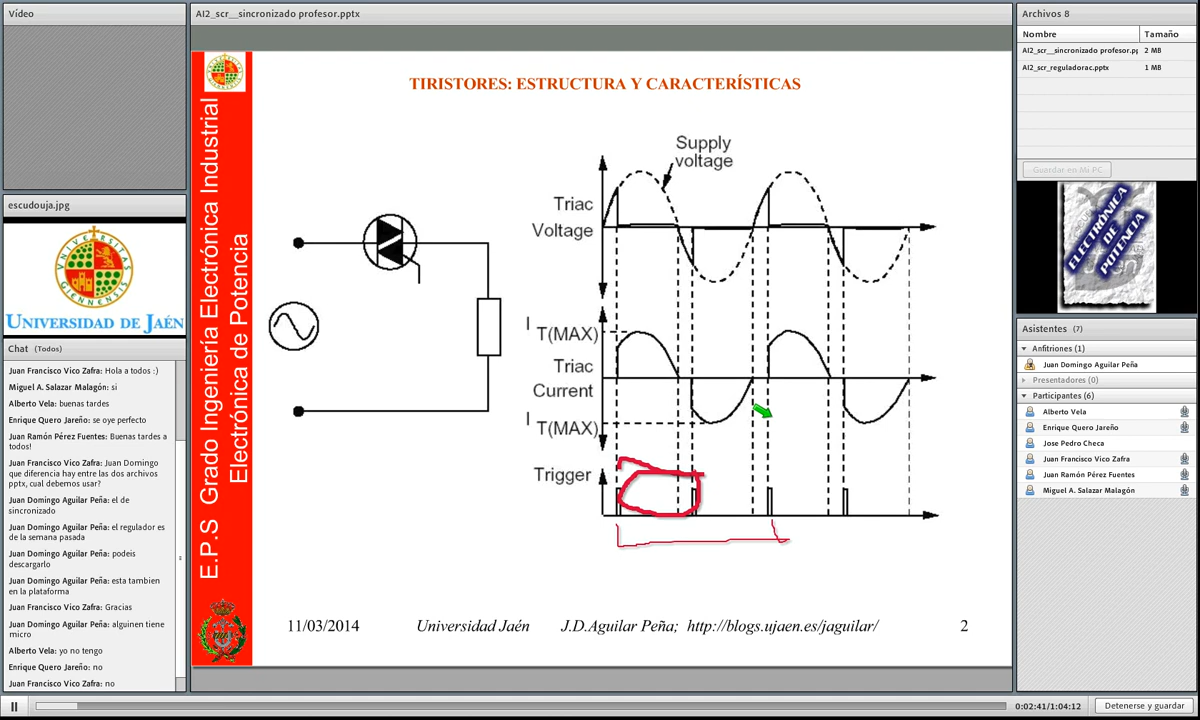 Vídeo
escudouja.jpg
UNIVERSITAS
GIENNENSIS
UNIVERSIDAD DE JAÉN
Chat (Todos)
Juan Francisco Vico Zafra: Hola a todos :)
Miguel A. Salazar Malagón: si
Alberto Vela: buenas tardes
Enrique Quero Jareño: se oye perfecto
Juan Ramón Pérez Fuentes: Buenas tardes a
todos!
Juan Francisco Vico Zafra: Juan Domingo
que diferencia hay entre las dos archivos
pptx, cual debemos usar?
Juan Domingo Aguilar Peña: el de
sincronizado
Juan Domingo Aguilar Peña: el regulador es
de la semana pasada
Juan Domingo Aguilar Peña: podeis
descargarlo
Juan Domingo Aguilar Peña: esta tambien
en la plataforma
Juan Francisco Vico Zafra: Gracias
Juan Domingo Aguilar Peña: alguinen tiene
micro
Alberto Vela: yo no tengo
Enrique Quero Jareño: no
Juan Francisco Vico Zafra: no
AI2_scr__sincronizado profesor.pptx
E.P.S Grado Ingeniería Electrónica Industrial
Electrónica de Potencia
TIRISTORES: ESTRUCTURA Y CARACTERÍSTICAS
Supply
voltage
Triac
Voltage
I
T(MAX)
Triac
Current
I
T(MAX)
Trigger
11/03/2014 Universidad Jaén J.D.Aguilar Peña; http://blogs.ujaen.es/jaguilar/ 2
Archivos 8
Nombre Tamaño
AI2_scr__sincronizado profesor.pp 2 MB
AI2_scr_reguladorac.pptx 1 MB
Guardar en Mi PC
ELECTRÓNICA
DE
POTENCIA
Asistentes (7)
Anfitriones (1)
Juan Domingo Aguilar Peña
Presentadores (0)
Participantes (6)
Alberto Vela
Enrique Quero Jareño
Jose Pedro Checa
Juan Francisco Vico Zafra
Juan Ramón Pérez Fuentes
Miguel A. Salazar Malagón
0:02:41/1:04:12 Detenerse y guardar